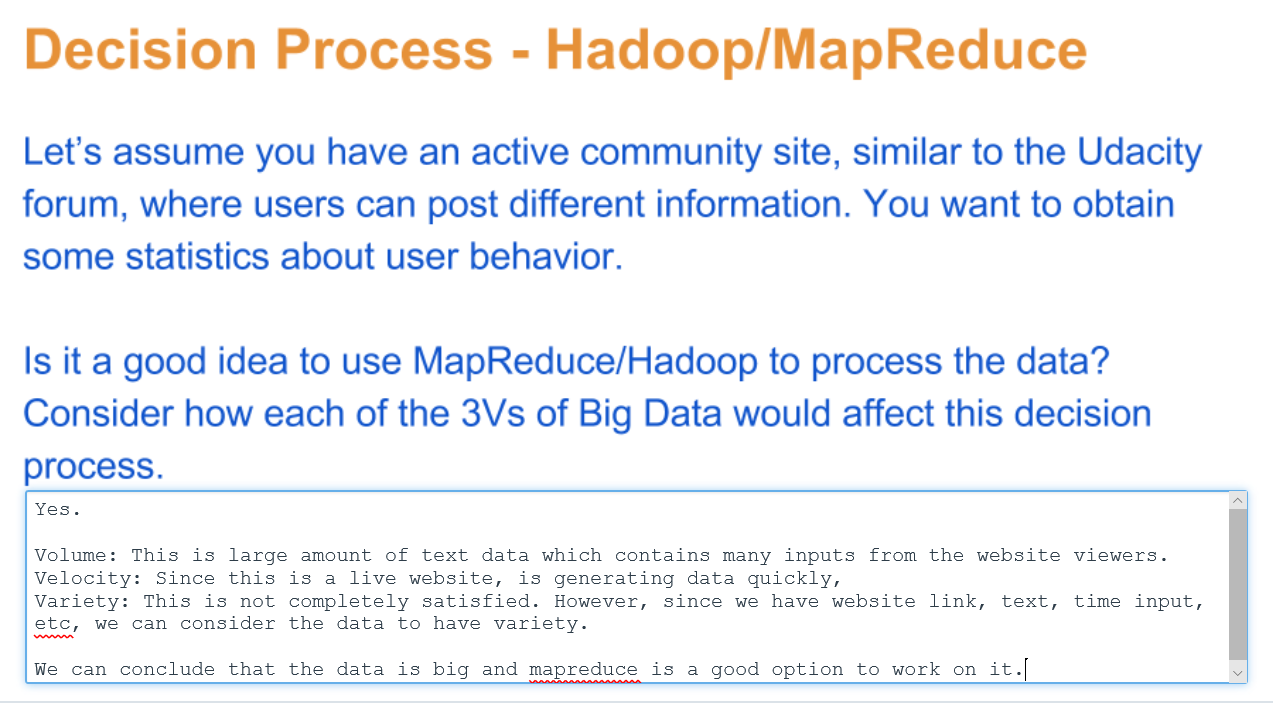 Decision Process - Hadoop/MapReduce
Let’s assume you have an active community site, similar to the Udacity
forum, where users can post different information. You want to obtain
some statistics about user behavior.
Is it a good idea to use MapReduce/Hadoop to process the data?
Consider how each of the 3Vs of Big Data would affect this decision
process.
Yes.
Volume: This is large amount of text data which contains many inputs from the website viewers.
Velocity: Since this is a live website, is generating data quickly,
Variety: This is not completely satisfied. However, since we have website link, text, time input,
etc, we can consider the data to have variety.
We can conclude that the data is big and mapreduce is a good option to work on it.